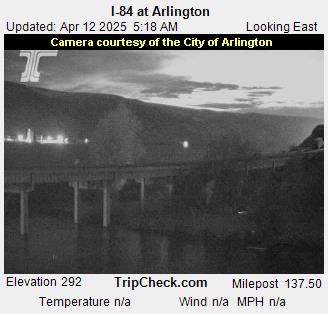 I-84 at Arlington
Updated: Apr 12 2025 5:18 AM Looking East
Camera courtesy of the City of Arlington
Elevation 292 TripCheck.com Milepost 137.50
Temperature n/a Wind n/a MPH n/a